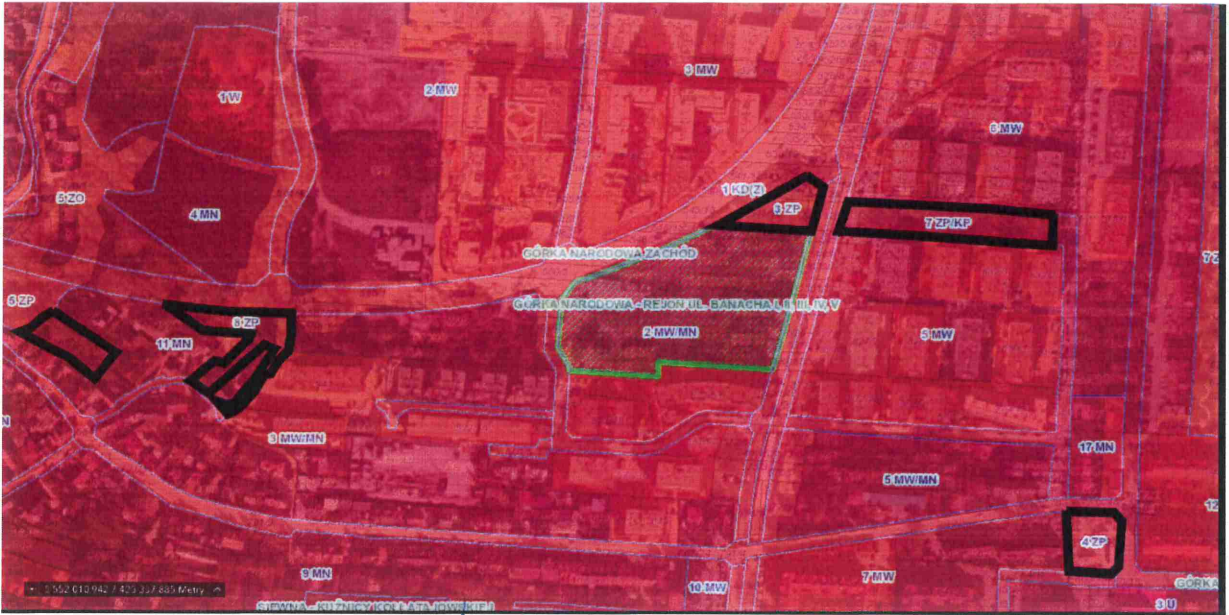 3 MW
2 MW
1 W
6 MW
5 ZO
4 MN
1 KD(Z)
3 ZP
7 ZP/KP
GÓRKA NARODOWA ZACHÓD
5 ZP
GÓRKA NARODOWA - REJON UL. BANACHA I, II, III, IV, V
8 ZP
2 MW/MN
5 MW
11 MN
3 MW/MN
17 MN
5 MW/MN
4 ZP
9 MN
7 MW
10 MW
GÓRKA
3 U